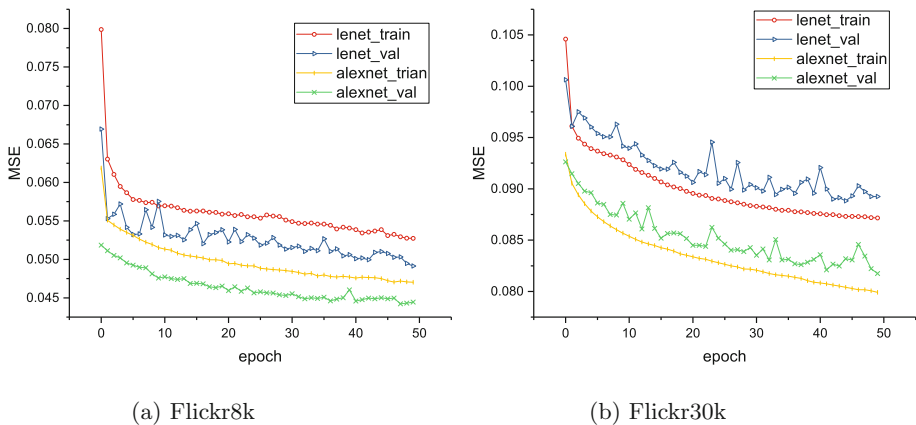 0.080
0.075
0.070
0.065
0.060
0.055
0.050
0.045
MSE
lenet_train
lenet_val
alexnet_trian
alexnet_val
0 10 20 30 40 50
epoch
(a) Flickr8k
0.105
0.100
0.095
0.090
0.085
0.080
MSE
lenet_train
lenet_val
alexnet_train
alexnet_val
0 10 20 30 40 50
epoch
(b) Flickr30k